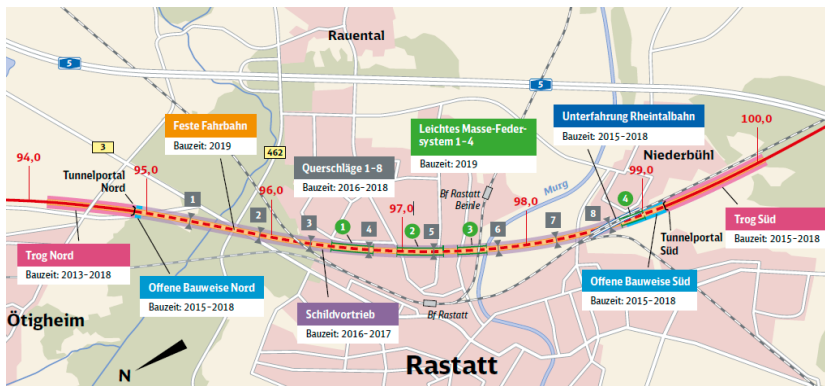 Rauental
5
5
Feste Fahrbahn
Bauzeit: 2019
Leichtes Masse-Feder-
system 1–4
Bauzeit: 2019
Unterfahrung Rheintalbahn
Bauzeit: 2015–2018
100,0
3
462
94,0
Tunnelportal
Nord
95,0
Querschläge 1–8
Bauzeit: 2016–2018
Niederbühl
99,0
96,0
Bf Rastatt
Beinle
Murg
97,0
98,0
1
2
3
1
4
2
5
3
6
7
8
4
Trog Süd
Bauzeit: 2015–2018
Tunnelportal
Süd
Trog Nord
Bauzeit: 2013–2018
Offene Bauweise Nord
Bauzeit: 2015–2018
Offene Bauweise Süd
Bauzeit: 2015–2018
Schildvortrieb
Bauzeit: 2016–2017
Bf Rastatt
Ötigheim
N
Rastatt